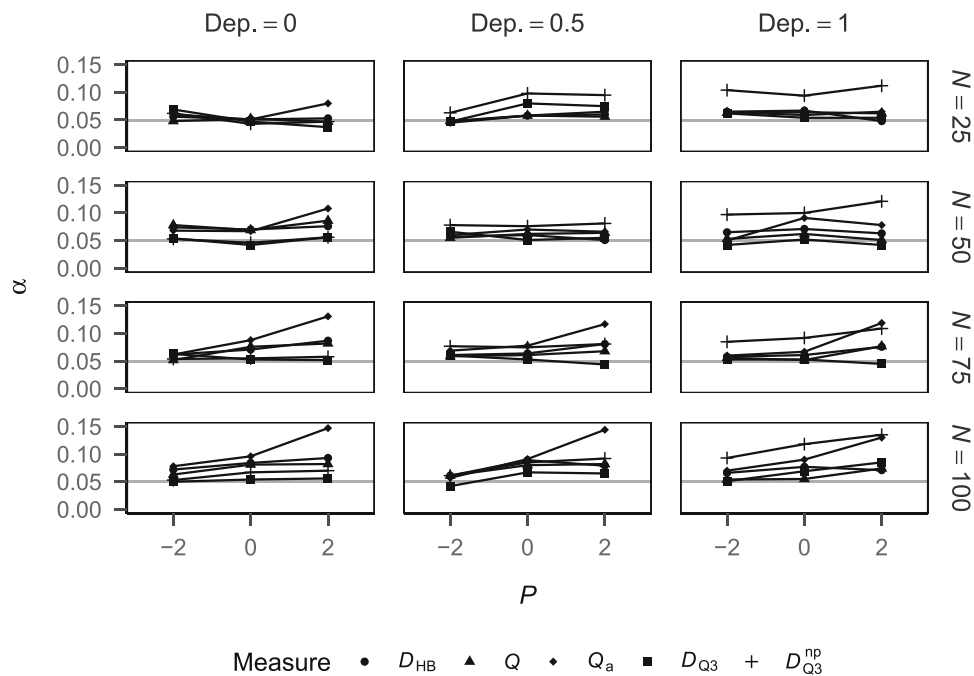 Dep. = 0 Dep. = 0.5 Dep. = 1
0.15
0.10
0.05
0.00
N = 25
0.15
0.10
0.05
0.00
N = 50
α
0.15
0.10
0.05
0.00
N = 75
0.15
0.10
0.05
0.00
N = 100
−2 0 2 −2 0 2 −2 0 2
P
Measure D_HB Q Q_a D_Q3 D_Q3^np